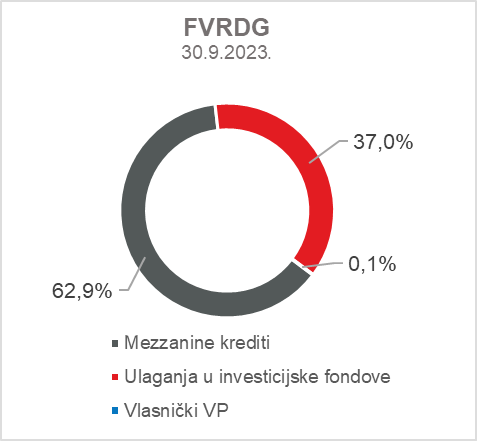 FVRDG
30.9.2023.
37,0%
0,1%
62,9%
Mezzanine krediti
Ulaganja u investicijske fondove
Vlasnički VP